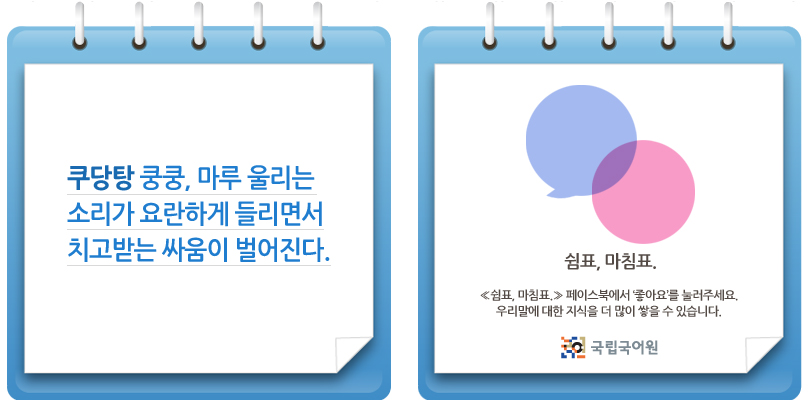 쿠당탕 쿵쿵, 마루 울리는
소리가 요란하게 들리면서
치고받는 싸움이 벌어진다.
쉼표, 마침표.
≪쉼표, 마침표.≫ 페이스북에서 '좋아요'를 눌러주세요.
우리말에 대한 지식을 더 많이 쌓을 수 있습니다.
국립국어원